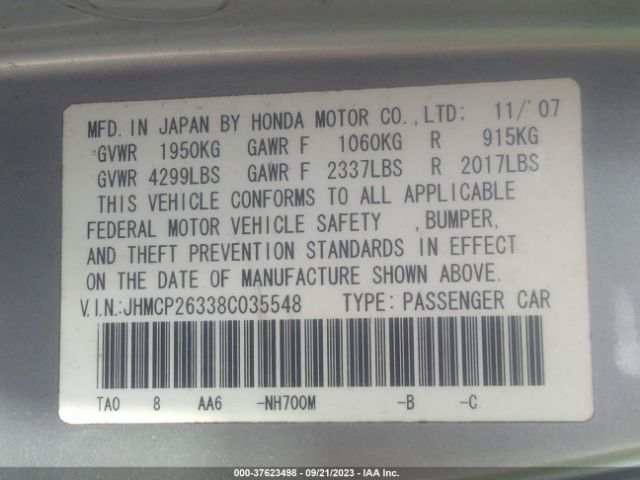 MFD. IN JAPAN BY HONDA MOTOR CO.,LTD: 11/'07
GVWR 1950KG GAWR F 1060KG R 915KG
GVWR 4299LBS GAWR F 2337LBS R 2017LBS
THIS VEHICLE CONFORMS TO ALL APPLICABLE
FEDERAL MOTOR VEHICLE SAFETY ,BUMPER,
AND THEFT PREVENTION STANDARDS IN EFFECT
ON THE DATE OF MANUFACTURE SHOWN ABOVE.
V.I.N.:JHMCP26338C035548 TYPE: PASSENGER CAR
TA0 8 AA6 -NH700M -B -C
000-37623498 - 09/21/2023 - IAAI.COM